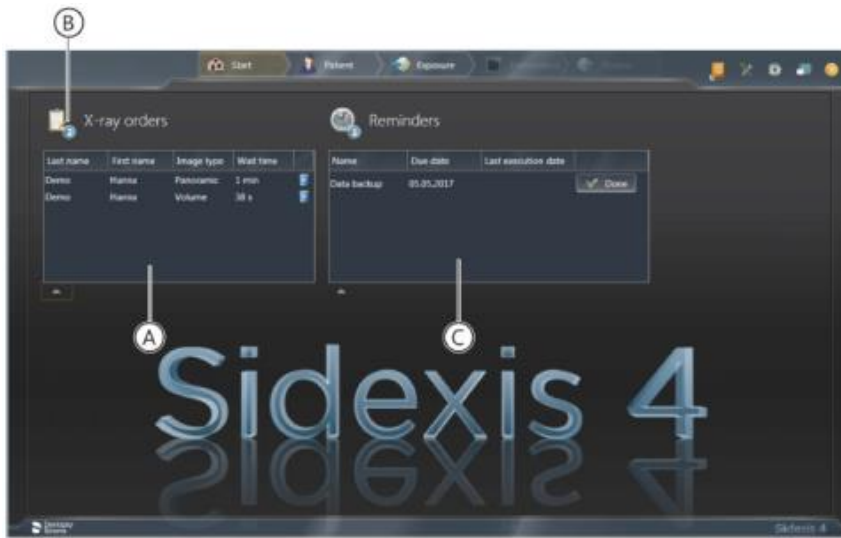 B
Start Patient Exposure
X-ray orders Reminders
Last name First name Image type Wait time Name Due date Last execution date
Demo Hanna Panoramic 1 min Data backup 05.05.2017 Done
Demo Hanna Volume 38 s
A C
Sidexis 4
Dentsply
Sirona
Sidexis 4